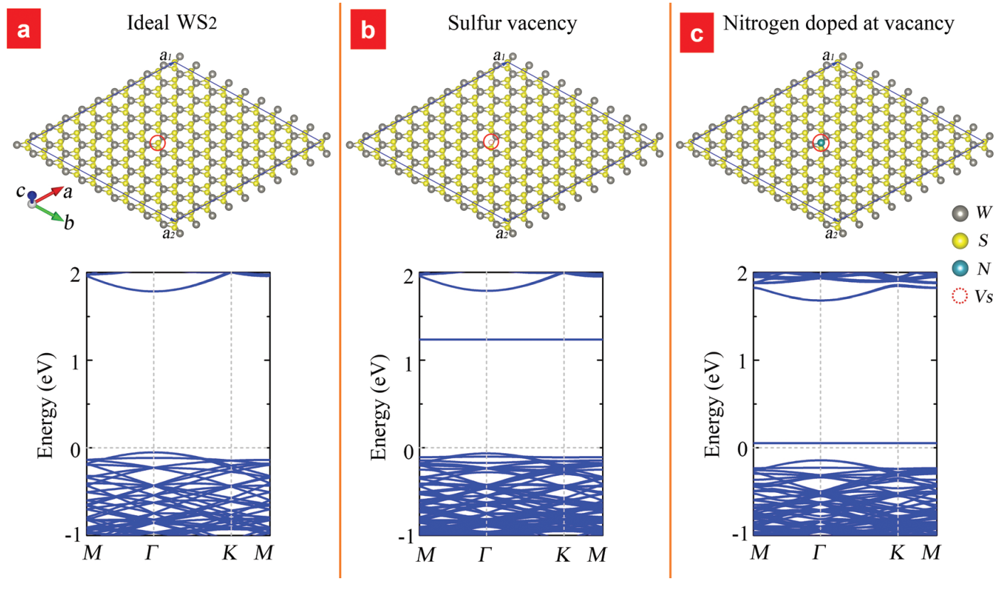 a
Ideal WS2
a1
a2
c
a
b
2
1
0
-1
Energy (eV)
M Γ K M
b
Sulfur vacency
a1
a2
2
1
0
-1
Energy (eV)
M Γ K M
c
Nitrogen doped at vacancy
a1
a2
W
S
N
Vs
2
1
0
-1
Energy (eV)
M Γ K M